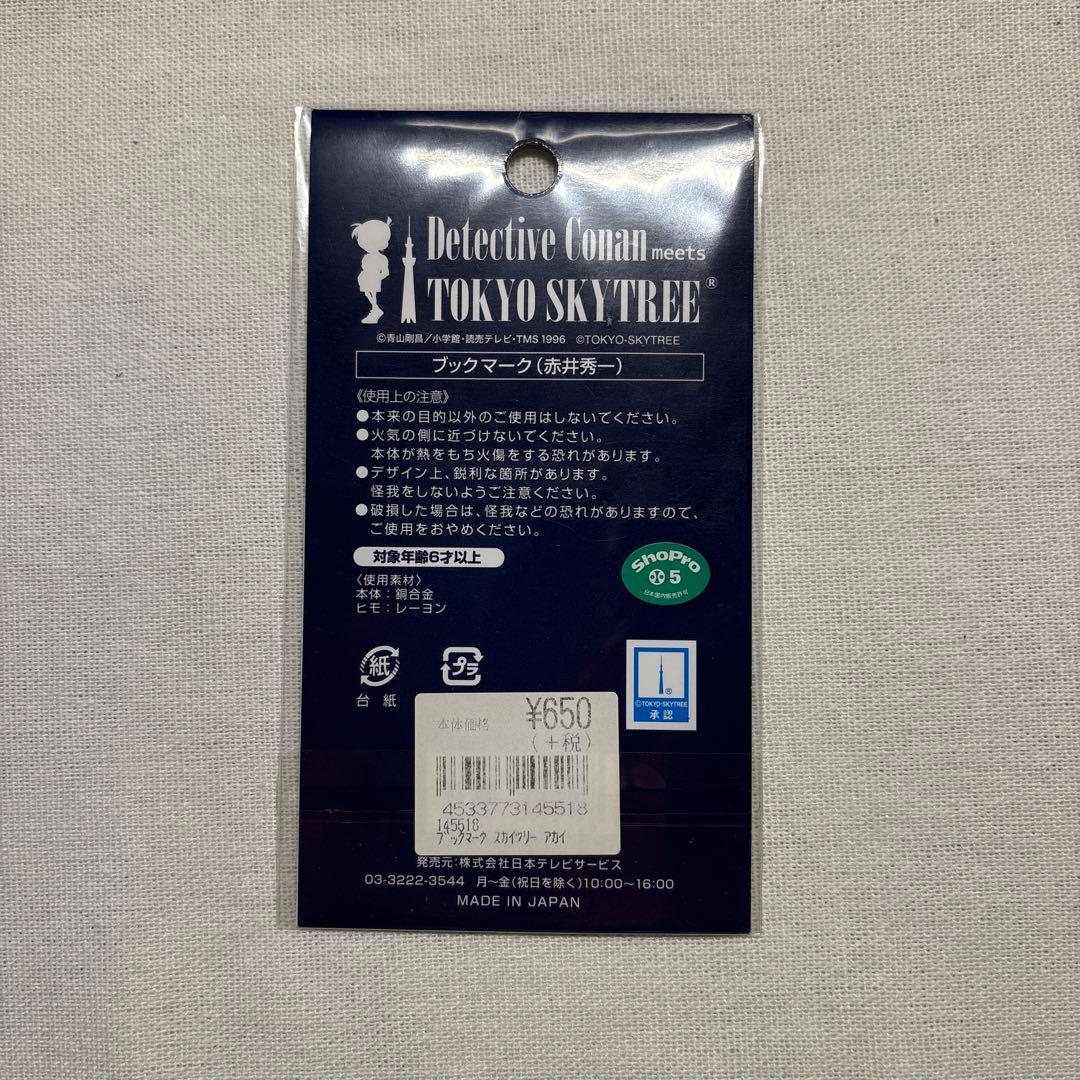 Detective Conan meets
TOKYO SKYTREE®
©青山剛昌／小学館・読売テレビ・TMS 1996 ©TOKYO-SKYTREE
ブックマーク（赤井秀一）
《使用上の注意》
●本来の目的以外のご使用はしないでください。
●火気の側に近づけないでください。
本体が熱をもち火傷をする恐れがあります。
●デザイン上、鋭利な箇所があります。
怪我をしないようご注意ください。
●破損した場合は、怪我などの恐れがありますので、
ご使用をおやめください。
対象年齢6才以上
〈使用素材〉
本体：銅合金
ヒモ：レーヨン
ShoPro
5
日本国内販売許可
紙
台紙
プラ
®
©TOKYO-SKYTREE
承認
本体価格 ¥650
(+税)
4533773145518
145518
ブックマーク スカイツリー アカイ
発売元：株式会社日本テレビサービス
03-3222-3544 月～金（祝日を除く）10:00～16:00
MADE IN JAPAN